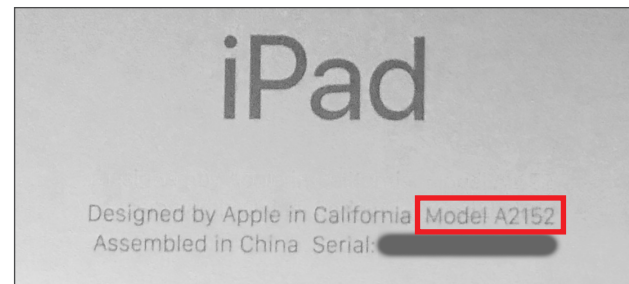 iPad
Designed by Apple in California Model A2152
Assembled in China Serial: